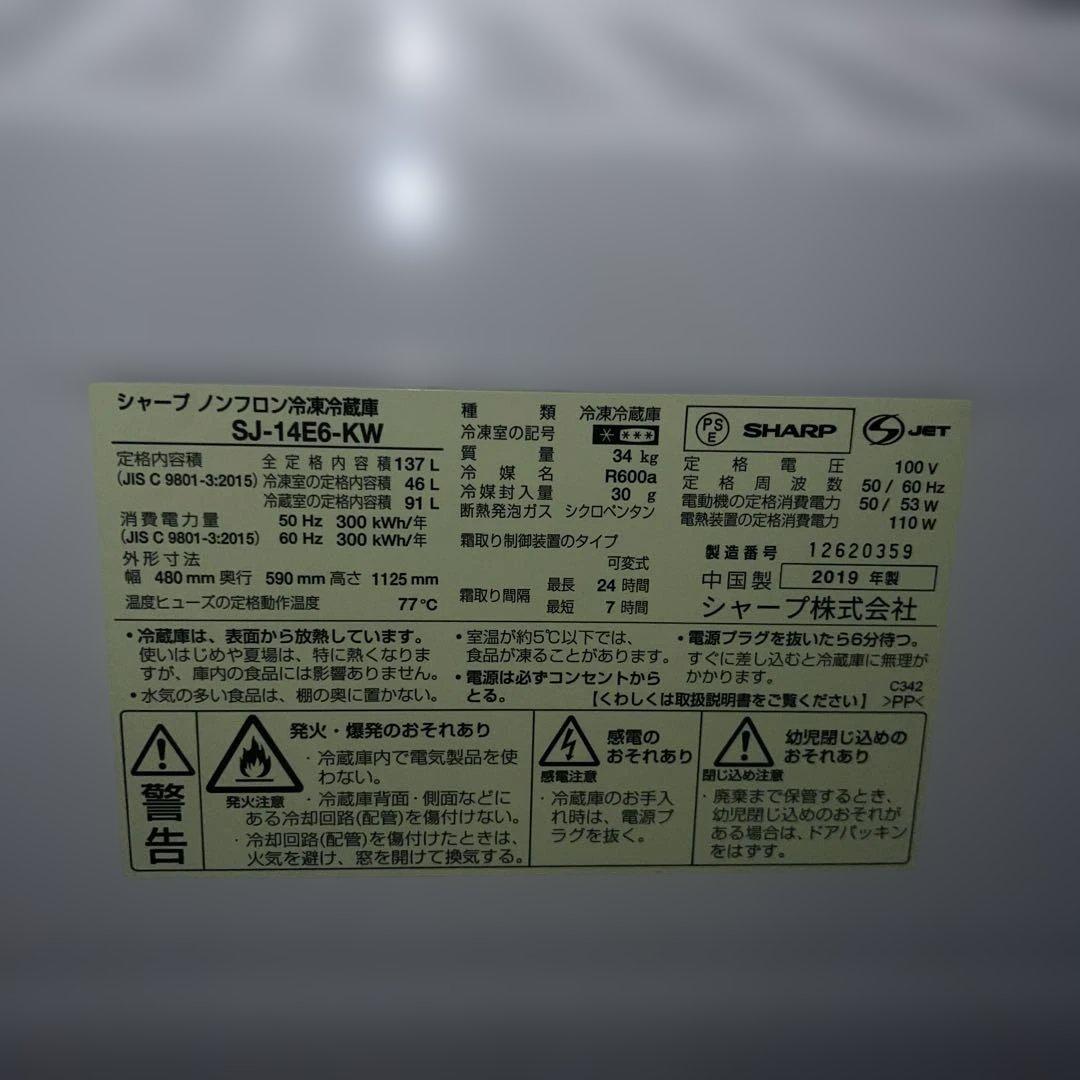 シャープ ノンフロン冷凍冷蔵庫
SJ-14E6-KW
定格内容積 全定格内容積 137 L
(JIS C 9801-3:2015) 冷凍室の定格内容積 46 L
冷蔵室の定格内容積 91 L
消費電力量 50 Hz 300 kWh/年
(JIS C 9801-3:2015) 60 Hz 300 kWh/年
外形寸法
幅 480 mm 奥行 590 mm 高さ 1125 mm
温度ヒューズの定格動作温度 77℃
種類 冷凍冷蔵庫
冷凍室の記号 * ***
質量 34 kg
冷媒名 R600a
冷媒封入量 30 g
断熱発泡ガス シクロペンタン
霜取り制御装置のタイプ
可変式
霜取り間隔 最長 24 時間
最短 7 時間
PSE SHARP S JET
定格電圧 100 V
定格周波数 50 / 60 Hz
電動機の定格消費電力 50 / 53 W
電熱装置の定格消費電力 110 W
製造番号 12620359
中国製 2019 年製
シャープ株式会社
・冷蔵庫は、表面から放熱しています。
使いはじめや夏場は、特に熱くなりま
すが、庫内の食品には影響ありません。
・水気の多い食品は、棚の奥に置かない。
・室温が約5℃以下では、
食品が凍ることがあります。
・電源は必ずコンセントから
とる。
・電源プラグを抜いたら6分待つ。
すぐに差し込むと冷蔵庫に無理が
かかります。
C342
【くわしくは取扱説明書をご覧ください】 >PP<
警告
発火・爆発のおそれあり
発火注意
・冷蔵庫内で電気製品を使
わない。
・冷蔵庫背面・側面などに
ある冷却回路(配管)を傷付けない。
・冷却回路(配管)を傷付けたときは、
火気を避け、窓を開けて換気する。
感電の
おそれあり
感電注意
・冷蔵庫のお手入
れ時は、電源プ
ラグを抜く。
幼児閉じ込めの
おそれあり
閉じ込め注意
・廃棄まで保管するとき、
幼児閉じ込めのおそれが
ある場合は、ドアパッキン
をはずす。